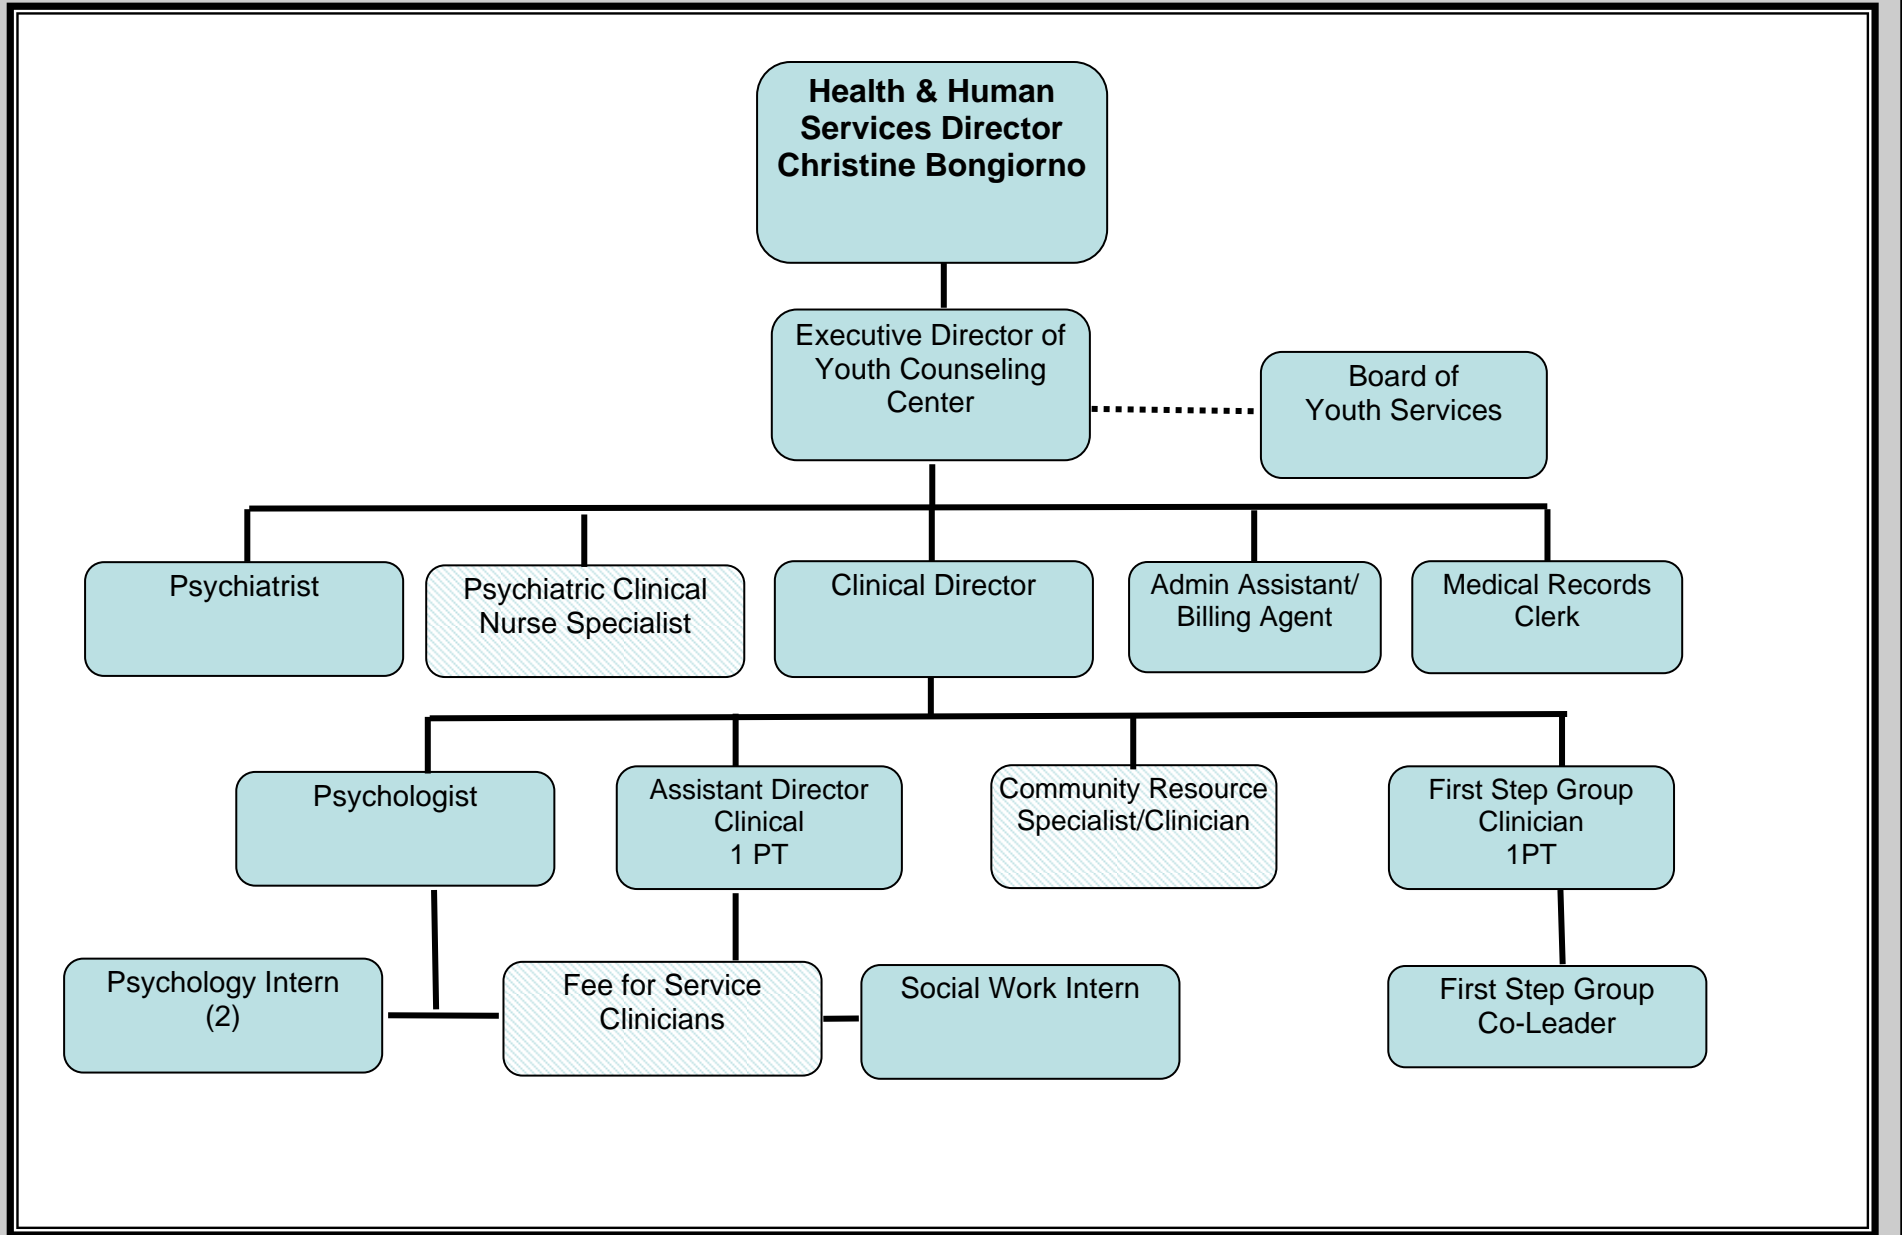 Health & Human
Services Director
Christine Bongiorno
Executive Director of
Youth Counseling
Center
Board of
Youth Services
Psychiatrist
Psychiatric Clinical
Nurse Specialist
Clinical Director
Admin Assistant/
Billing Agent
Medical Records
Clerk
Psychologist
Assistant Director
Clinical
1 PT
Community Resource
Specialist/Clinician
First Step Group
Clinician
1PT
Psychology Intern
(2)
Fee for Service
Clinicians
Social Work Intern
First Step Group
Co-Leader